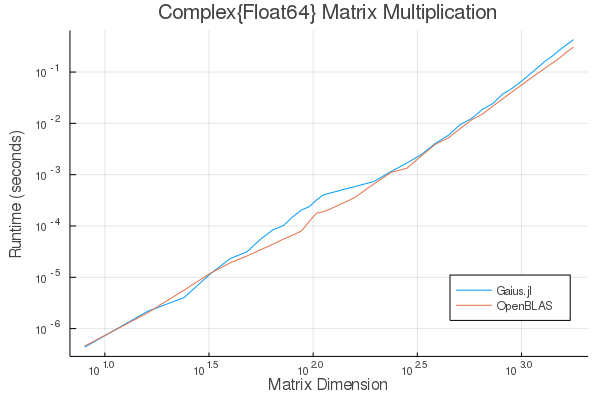 Complex{Float64} Matrix Multiplication
Runtime (seconds)
10^-1
10^-2
10^-3
10^-4
10^-5
10^-6
Gaius.jl
OpenBLAS
10^1.0 10^1.5 10^2.0 10^2.5 10^3.0
Matrix Dimension